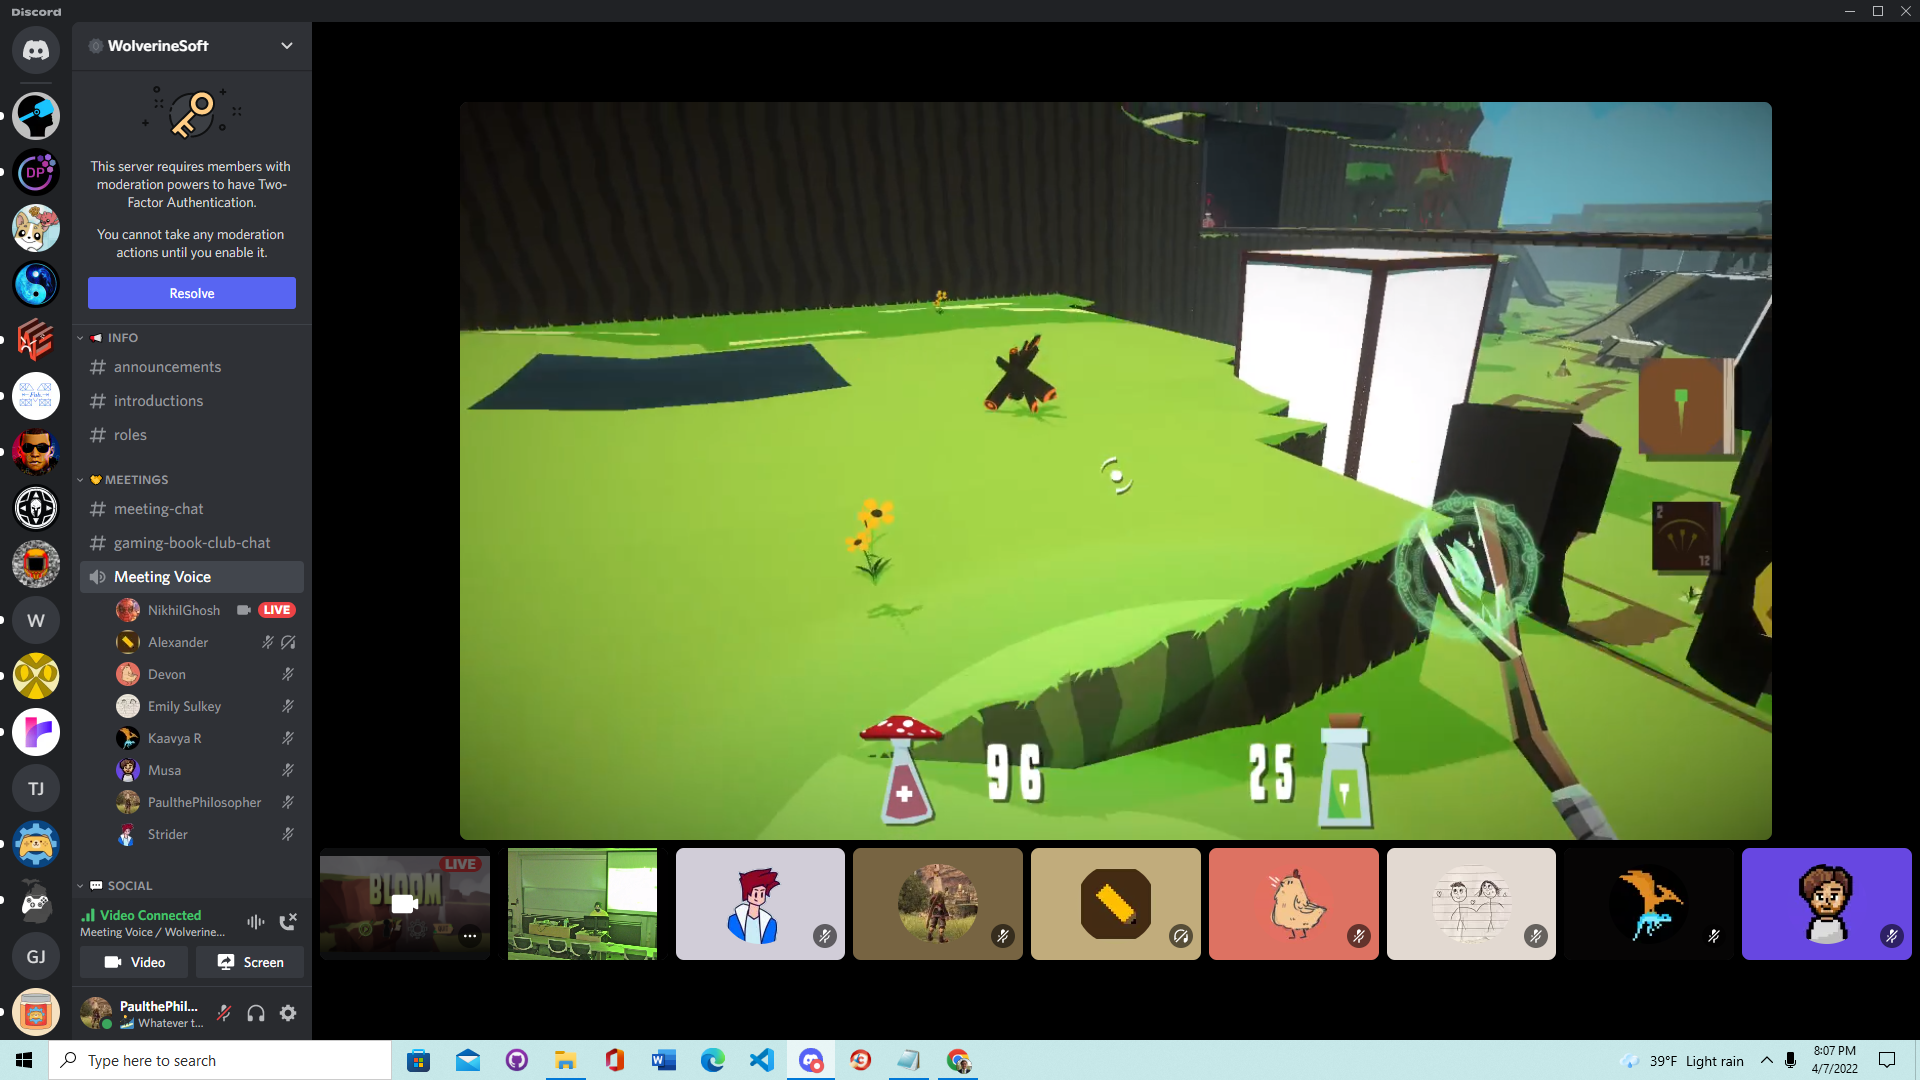 Discord
WolverineSoft
This server requires members with
moderation powers to have Two-
Factor Authentication.
You cannot take any moderation
actions until you enable it.
Resolve
INFO
announcements
introductions
roles
MEETINGS
meeting-chat
gaming-book-club-chat
Meeting Voice
NikhilGhosh
LIVE
Alexander
Devon
Emily Sulkey
Kaavya R
Musa
PaulthePhilosopher
Strider
SOCIAL
Video Connected
Meeting Voice / Wolverine...
Video
Screen
PaulthePhil...
Whatever t...
DP
W
TJ
GJ
2
12
96
25
LIVE
BLOOM
Type here to search
39°F Light rain
8:07 PM
4/7/2022